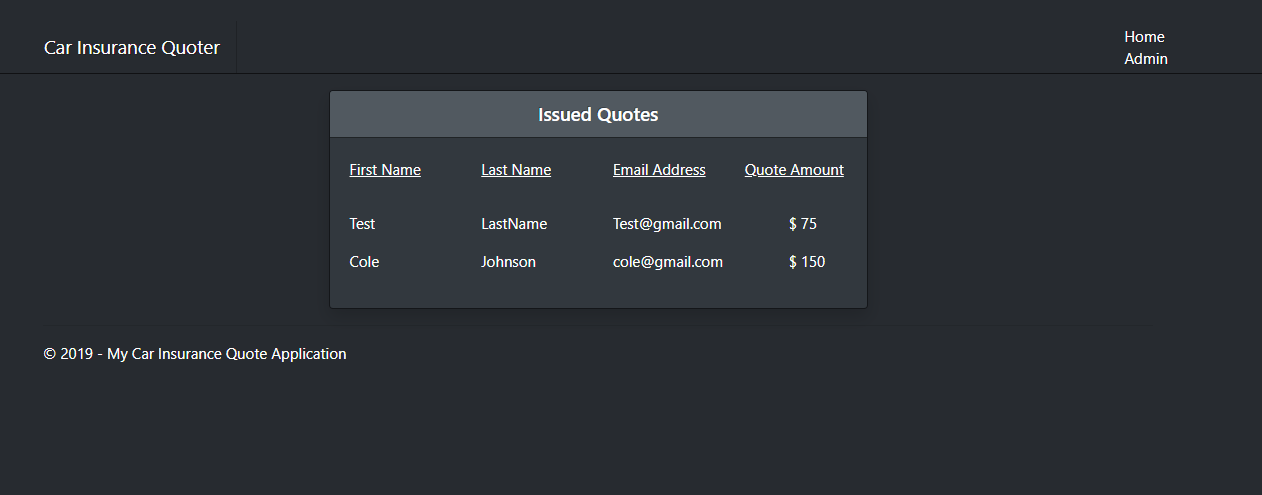 Car Insurance Quoter
Home
Admin
Issued Quotes
First Name Last Name Email Address Quote Amount
Test LastName Test@gmail.com $ 75
Cole Johnson cole@gmail.com $ 150
© 2019 - My Car Insurance Quote Application